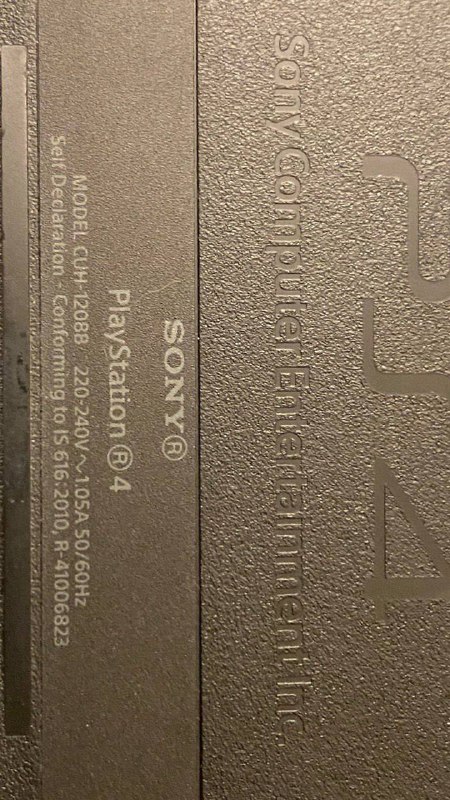 PS4
Sony Computer Entertainment Inc.
SONY®
PlayStation®4
MODEL CUH-1208B 220-240V ~ 1.05A 50/60Hz
Self Declaration - Conforming to IS 616:2010, R-41006823